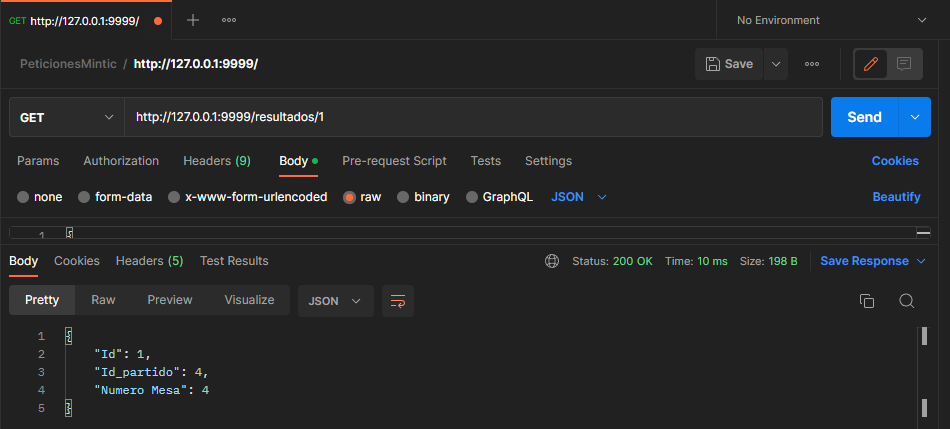 GET http://127.0.0.1:9999/
No Environment
PeticionesMintic / http://127.0.0.1:9999/
Save
GET http://127.0.0.1:9999/resultados/1
Send
Params Authorization Headers (9) Body Pre-request Script Tests Settings Cookies
none form-data x-www-form-urlencoded raw binary GraphQL JSON Beautify
1 {
Body Cookies Headers (5) Test Results Status: 200 OK Time: 10 ms Size: 198 B Save Response
Pretty Raw Preview Visualize JSON
1 {
2 "Id": 1,
3 "Id_partido": 4,
4 "Numero Mesa": 4
5 }